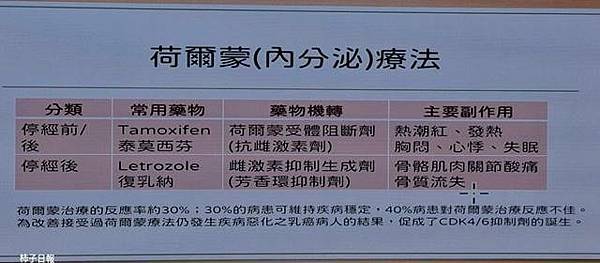 荷爾蒙(內分泌)療法
分類 常用藥物 藥物機轉 主要副作用
停經前/ Tamoxifen 荷爾蒙受體阻斷劑 熱潮紅、發熱
後 泰莫西芬 (抗雌激素劑) 胸悶、心悸、失眠
停經後 Letrozole 雌激素抑制生成劑 骨骼肌肉關節酸痛
復乳納 (芳香環抑制劑) 骨質流失
荷爾蒙治療的反應率約30%；30%的病患可維持疾病穩定，40%病患對荷爾蒙治療反應不佳。
為改善接受過荷爾蒙療法仍發生疾病惡化之乳癌病人的結果，促成了CDK4/6抑制劑的誕生。
柿子日報